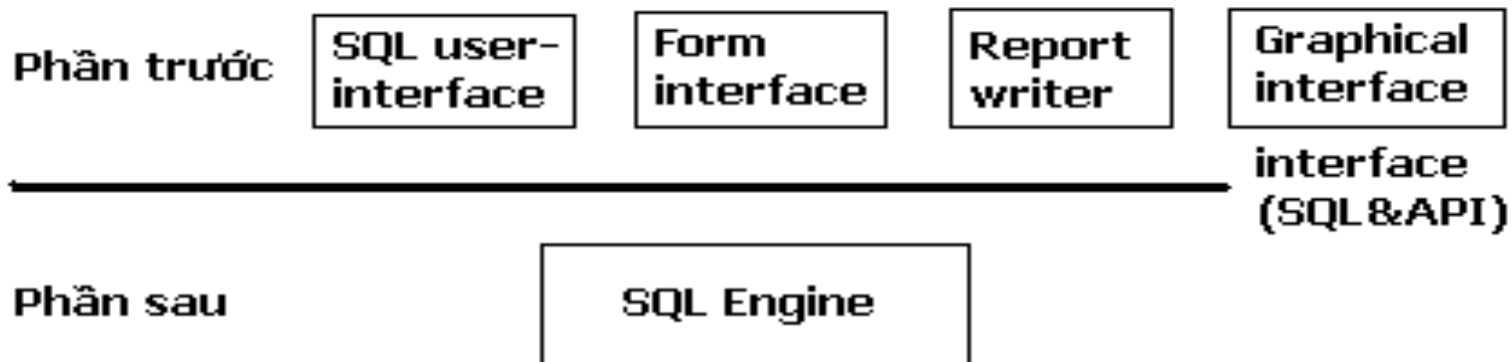 Phần trước
SQL user-
interface
Form
interface
Report
writer
Graphical
interface
interface
(SQL&API)
Phần sau
SQL Engine